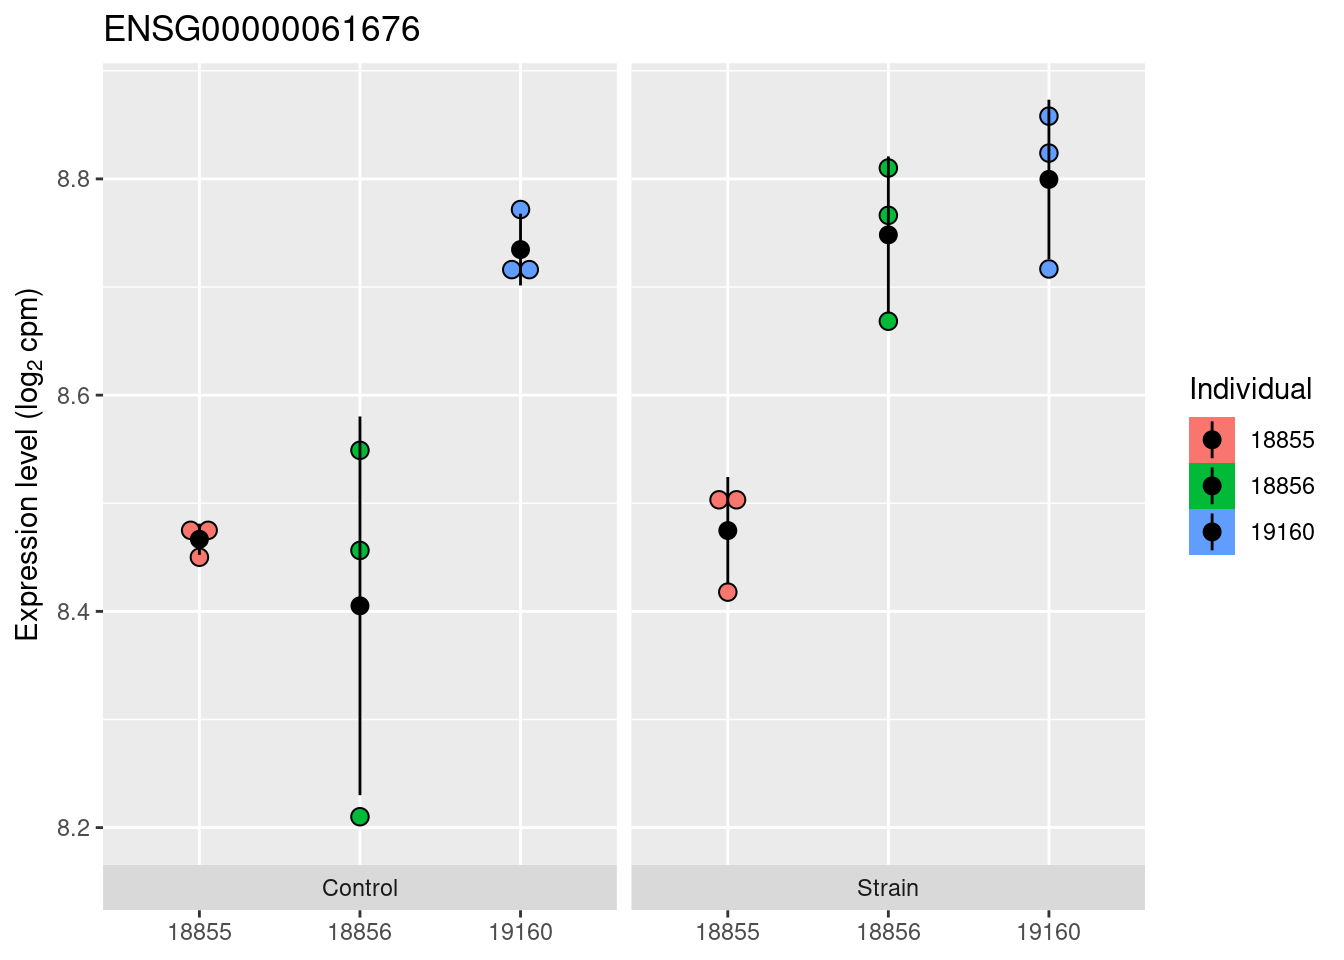 ENSG00000061676
Expression level (log₂ cpm)
8.8
8.6
8.4
8.2
Control
Strain
18855 18856 19160
18855 18856 19160
Individual
18855
18856
19160